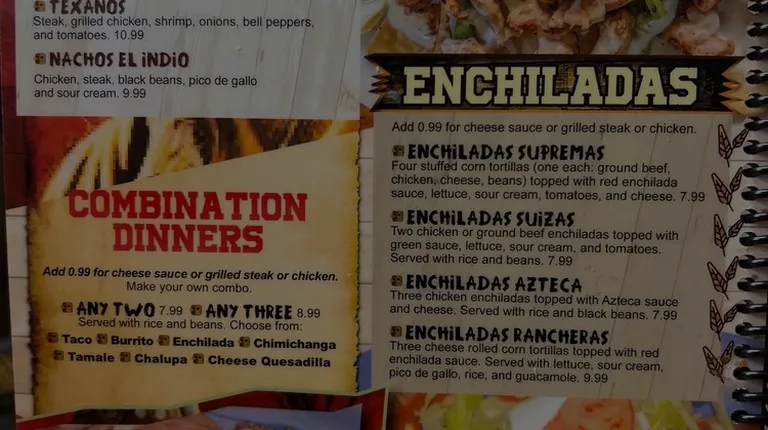 TEXANOS
Steak, grilled chicken, shrimp, onions, bell peppers,
and tomatoes. 10.99
NACHOS EL INDIO
Chicken, steak, black beans, pico de gallo
and sour cream. 9.99
COMBINATION
DINNERS
Add 0.99 for cheese sauce or grilled steak or chicken.
Make your own combo.
ANY TWO 7.99 ANY THREE 8.99
Served with rice and beans. Choose from:
Taco Burrito Enchilada Chimichanga
Tamale Chalupa Cheese Quesadilla
ENCHILADAS
Add 0.99 for cheese sauce or grilled steak or chicken.
ENCHILADAS SUPREMAS
Four stuffed corn tortillas (one each: ground beef,
chicken, cheese, beans) topped with red enchilada
sauce, lettuce, sour cream, tomatoes, and cheese. 7.99
ENCHILADAS SUIZAS
Two chicken or ground beef enchiladas topped with
green sauce, lettuce, sour cream, and tomatoes.
Served with rice and beans. 7.99
ENCHILADAS AZTECA
Three chicken enchiladas topped with Azteca sauce
and cheese. Served with rice and black beans. 7.99
ENCHILADAS RANCHERAS
Three cheese rolled corn tortillas topped with red
enchilada sauce. Served with lettuce, sour cream,
pico de gallo, rice, and guacamole. 9.99